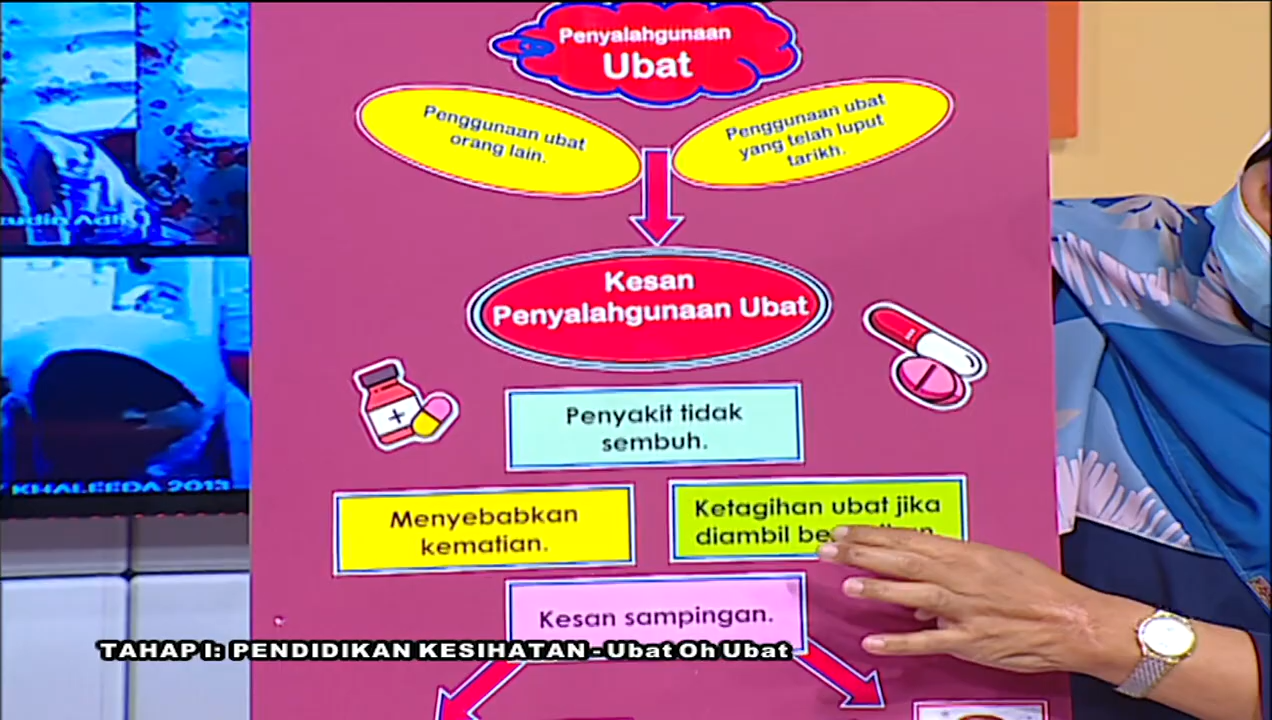 Penyalahgunaan
Ubat
Penggunaan ubat
orang lain.
Penggunaan ubat
yang telah luput
tarikh.
Kesan
Penyalahgunaan Ubat
Penyakit tidak
sembuh.
Menyebabkan
kematian.
Ketagihan ubat jika
diambil
Kesan sampingan.
KHALEEDA 2013
TAHAP I: PENDIDIKAN KESIHATAN - Ubat Oh Ubat